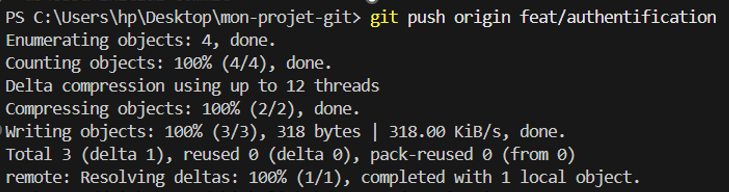 PS C:\Users\hp\Desktop\mon-projet-git> git push origin feat/authentification
Enumerating objects: 4, done.
Counting objects: 100% (4/4), done.
Delta compression using up to 12 threads
Compressing objects: 100% (2/2), done.
Writing objects: 100% (3/3), 318 bytes | 318.00 KiB/s, done.
Total 3 (delta 1), reused 0 (delta 0), pack-reused 0 (from 0)
remote: Resolving deltas: 100% (1/1), completed with 1 local object.